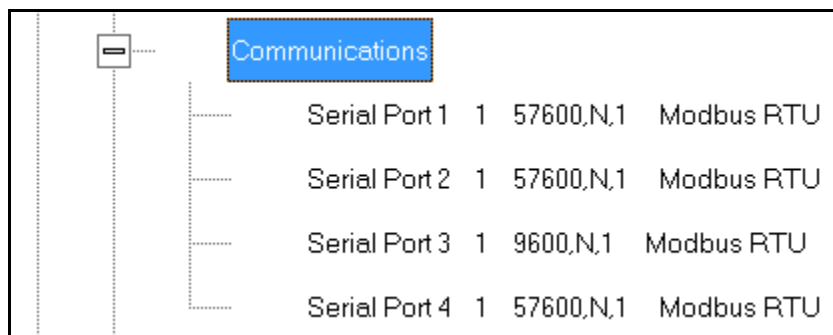 Communications
Serial Port 1 1 57600,N,1 Modbus RTU
Serial Port 2 1 57600,N,1 Modbus RTU
Serial Port 3 1 9600,N,1 Modbus RTU
Serial Port 4 1 57600,N,1 Modbus RTU